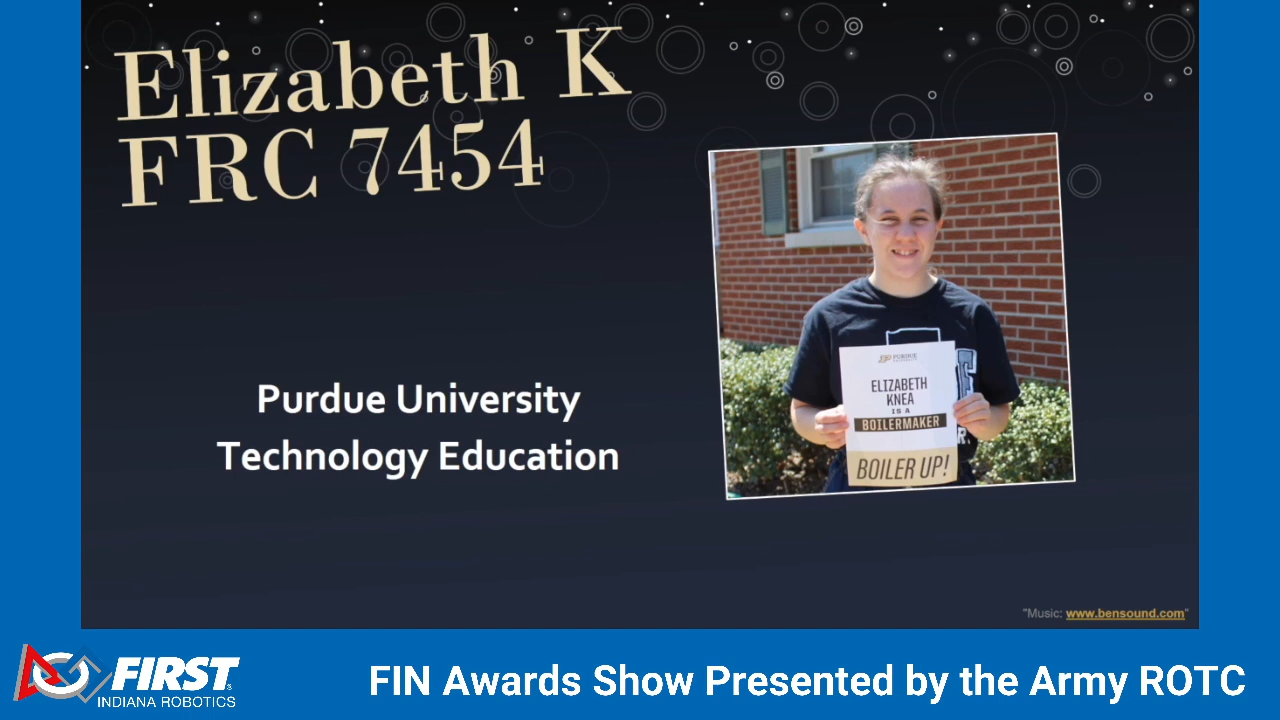 Elizabeth K
FRC 7454
PURDUE
ELIZABETH
KNEA
IS A
BOILERMAKER
BOILER UP!
Purdue University
Technology Education
"Music: www.bensound.com"
FIRST
INDIANA ROBOTICS
FIN Awards Show Presented by the Army ROTC